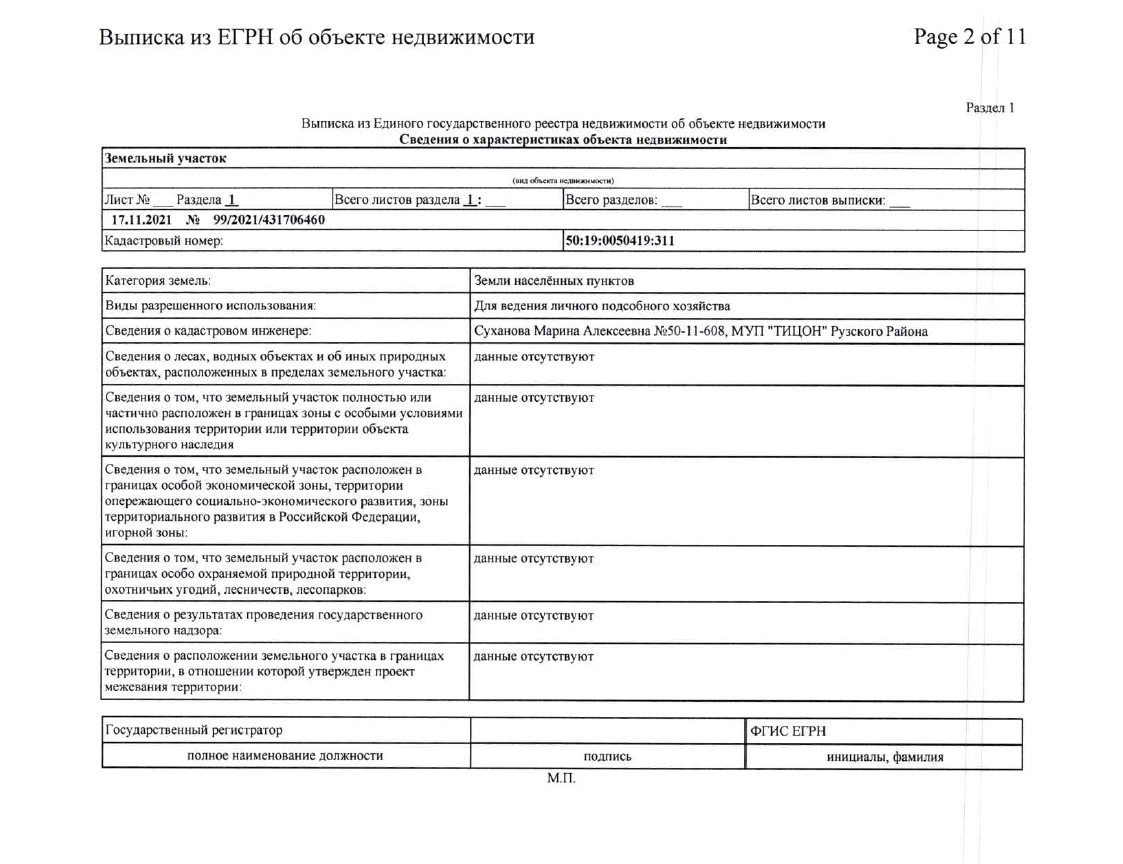 Выписка из ЕГРН об объекте недвижимости Page 2 of 11
Раздел 1
Выписка из Единого государственного реестра недвижимости об объекте недвижимости
Сведения о характеристиках объекта недвижимости
Земельный участок
(вид объекта недвижимости)
Лист № ___ Раздела 1 Всего листов раздела 1 : ___ Всего разделов: ___ Всего листов выписки: ___
17.11.2021 № 99/2021/431706460
Кадастровый номер: 50:19:0050419:311
Категория земель: Земли населённых пунктов
Виды разрешенного использования: Для ведения личного подсобного хозяйства
Сведения о кадастровом инженере: Суханова Марина Алексеевна №50-11-608, МУП "ТИЦОН" Рузского Района
Сведения о лесах, водных объектах и об иных природных данные отсутствуют
объектах, расположенных в пределах земельного участка:
Сведения о том, что земельный участок полностью или данные отсутствуют
частично расположен в границах зоны с особыми условиями
использования территории или территории объекта
культурного наследия
Сведения о том, что земельный участок расположен в данные отсутствуют
границах особой экономической зоны, территории
опережающего социально-экономического развития, зоны
территориального развития в Российской Федерации,
игорной зоны:
Сведения о том, что земельный участок расположен в данные отсутствуют
границах особо охраняемой природной территории,
охотничьих угодий, лесничеств, лесопарков:
Сведения о результатах проведения государственного данные отсутствуют
земельного надзора:
Сведения о расположении земельного участка в границах данные отсутствуют
территории, в отношении которой утвержден проект
межевания территории:
Государственный регистратор ФГИС ЕГРН
полное наименование должности подпись инициалы, фамилия
М.П.